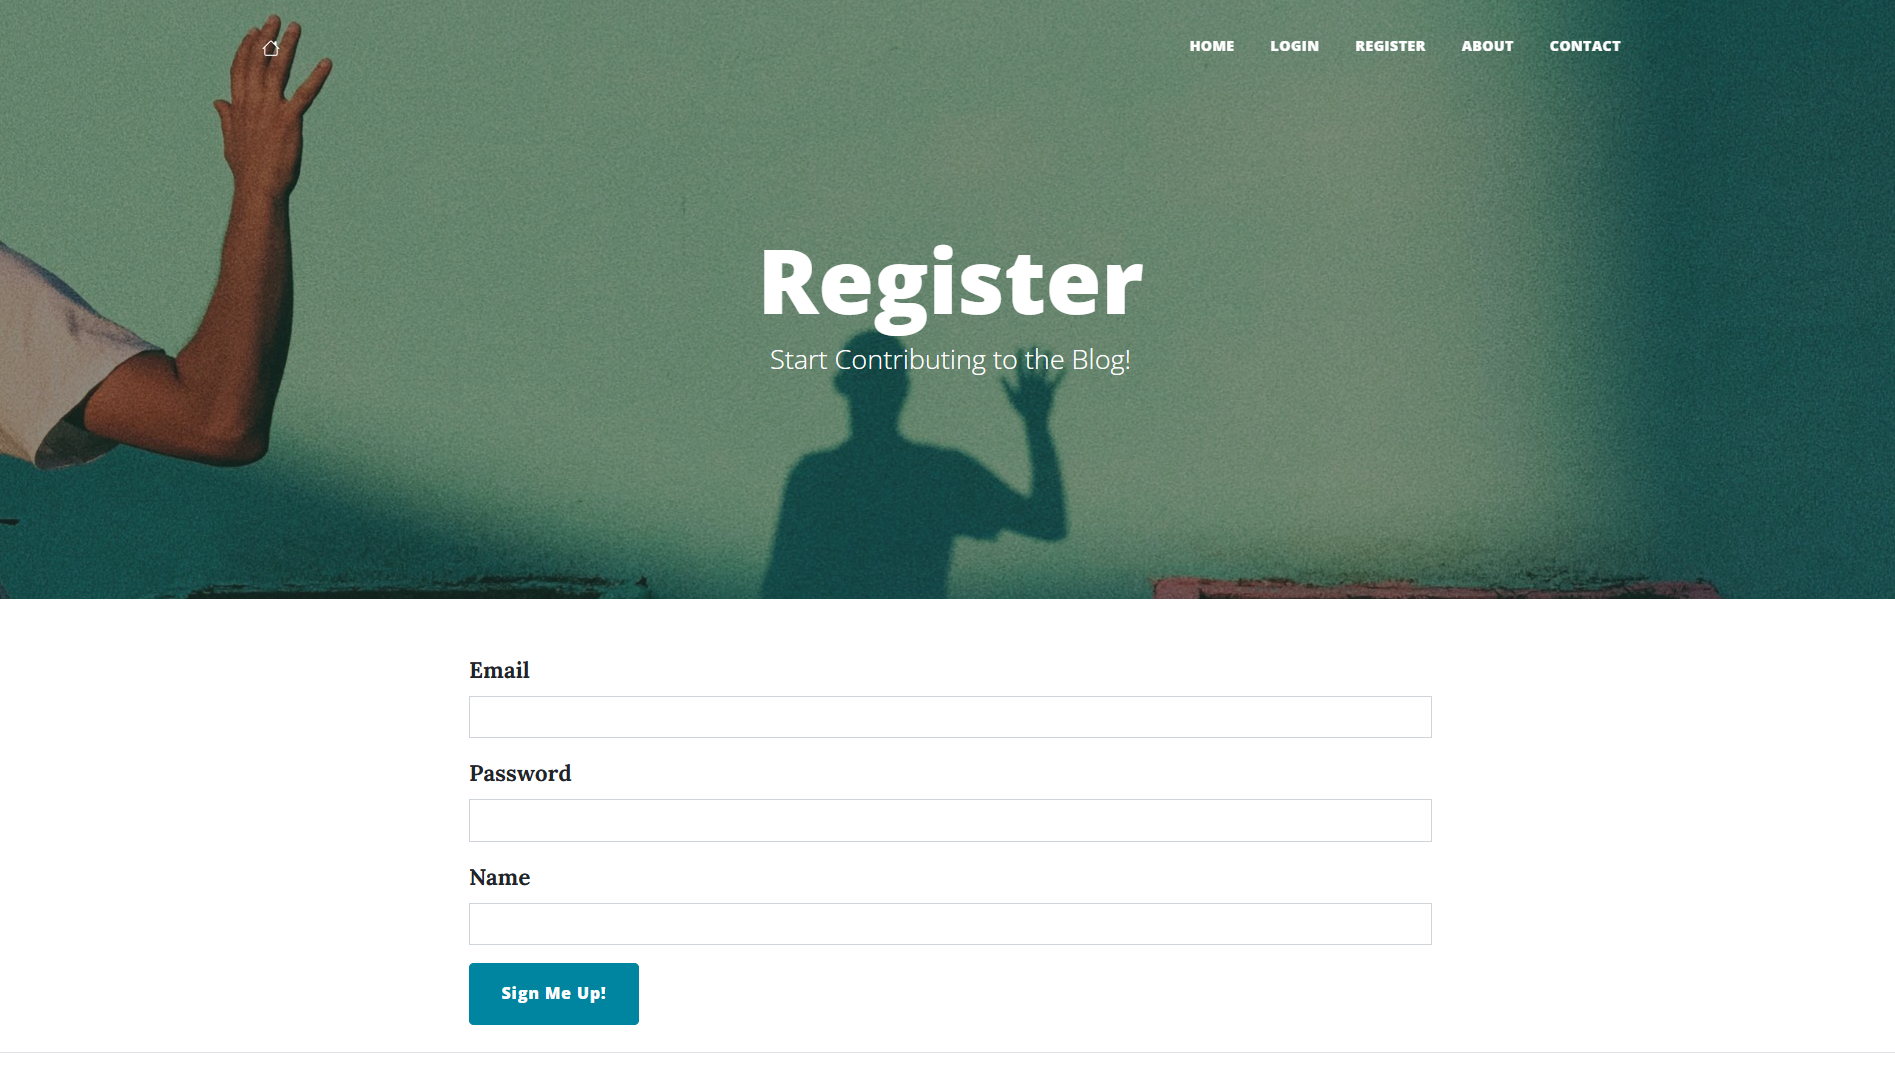 HOME LOGIN REGISTER ABOUT CONTACT
Register
Start Contributing to the Blog!
Email
Password
Name
Sign Me Up!